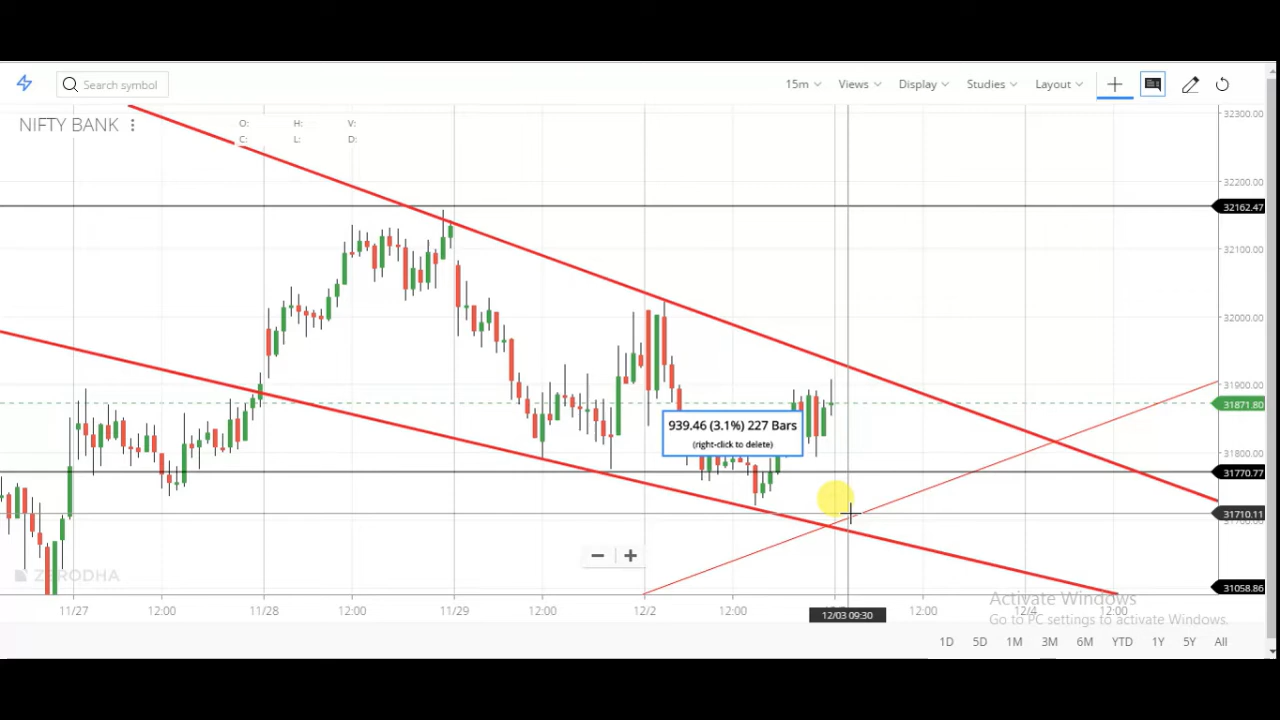 Search symbol 15m Views Display Studies Layout
NIFTY BANK O: H: V:
C: L: D:
32300.00
32200.00
32162.47
32100.00
32000.00
31900.00
31871.80
939.46 (3.1%) 227 Bars
(right-click to delete)
31800.00
31770.77
31710.11
ZERODHA
31058.86
Activate Windows
11/27 12:00 11/28 12:00 11/29 12:00 12/2 12:00 12:00 12/4 12:00
12/03 09:30
Go to PC settings to activate Windows.
1D 5D 1M 3M 6M YTD 1Y 5Y All